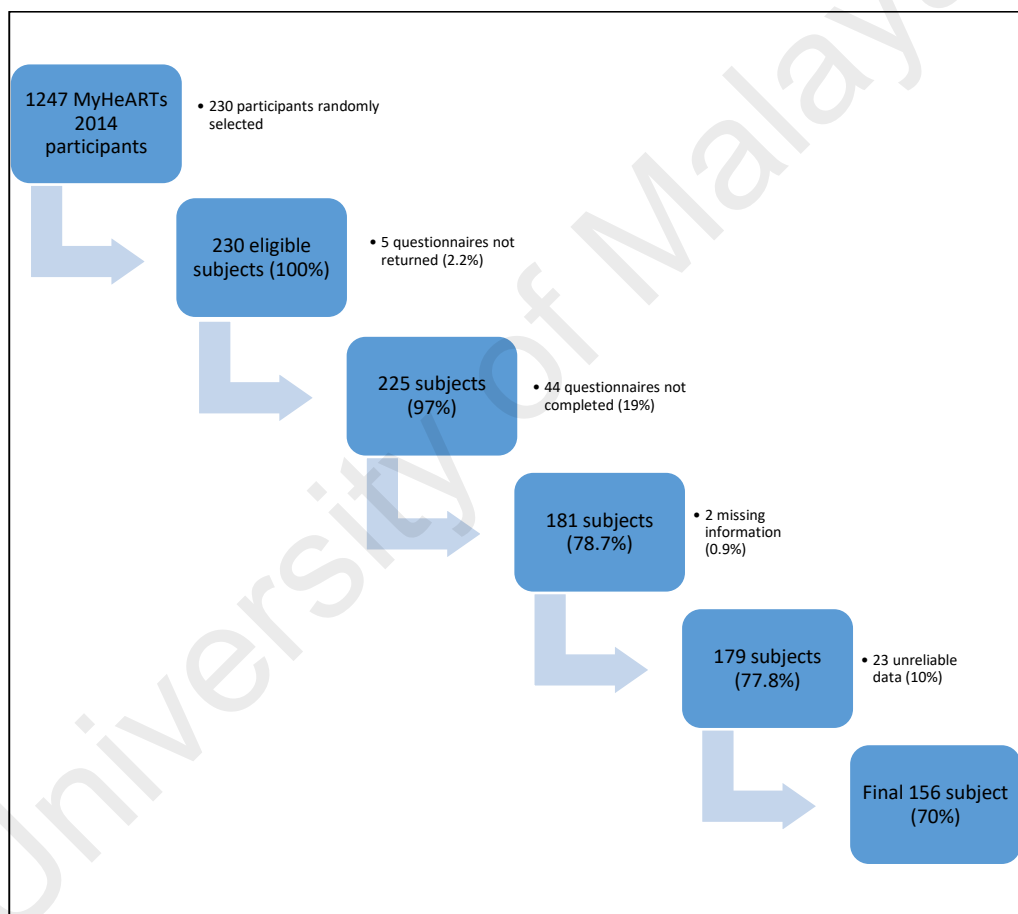 1247 MyHeARTs
2014
participants
• 230 participants randomly
selected
230 eligible
subjects (100%)
• 5 questionnaires not
returned (2.2%)
225 subjects
(97%)
• 44 questionnaires not
completed (19%)
181 subjects
(78.7%)
• 2 missing
information
(0.9%)
179 subjects
(77.8%)
• 23 unreliable
data (10%)
Final 156 subject
(70%)
University of Malaya